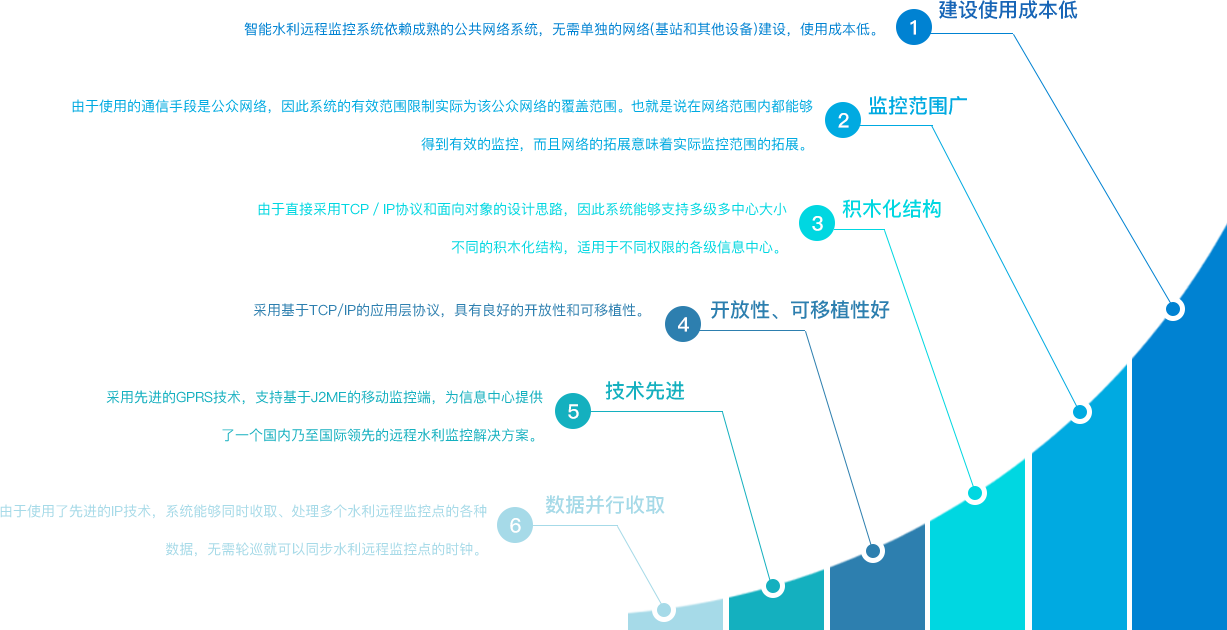 建设使用成本低
智能水利远程监控系统依赖成熟的公共网络系统，无需单独的网络(基站和其他设备)建设，使用成本低。
1
监控范围广
由于使用的通信手段是公众网络，因此系统的有效范围限制实际为该公众网络的覆盖范围。也就是说在网络范围内都能够
2
得到有效的监控，而且网络的拓展意味着实际监控范围的拓展。
积木化结构
由于直接采用TCP / IP协议和面向对象的设计思路，因此系统能够支持多级多中心大小
3
不同的积木化结构，适用于不同权限的各级信息中心。
开放性、可移植性好
采用基于TCP/IP的应用层协议，具有良好的开放性和可移植性。
4
技术先进
采用先进的GPRS技术，支持基于J2ME的移动监控端，为信息中心提供
5
了一个国内乃至国际领先的远程水利监控解决方案。
数据并行收取
由于使用了先进的IP技术，系统能够同时收取、处理多个水利远程监控点的各种
6
数据，无需轮巡就可以同步水利远程监控点的时钟。